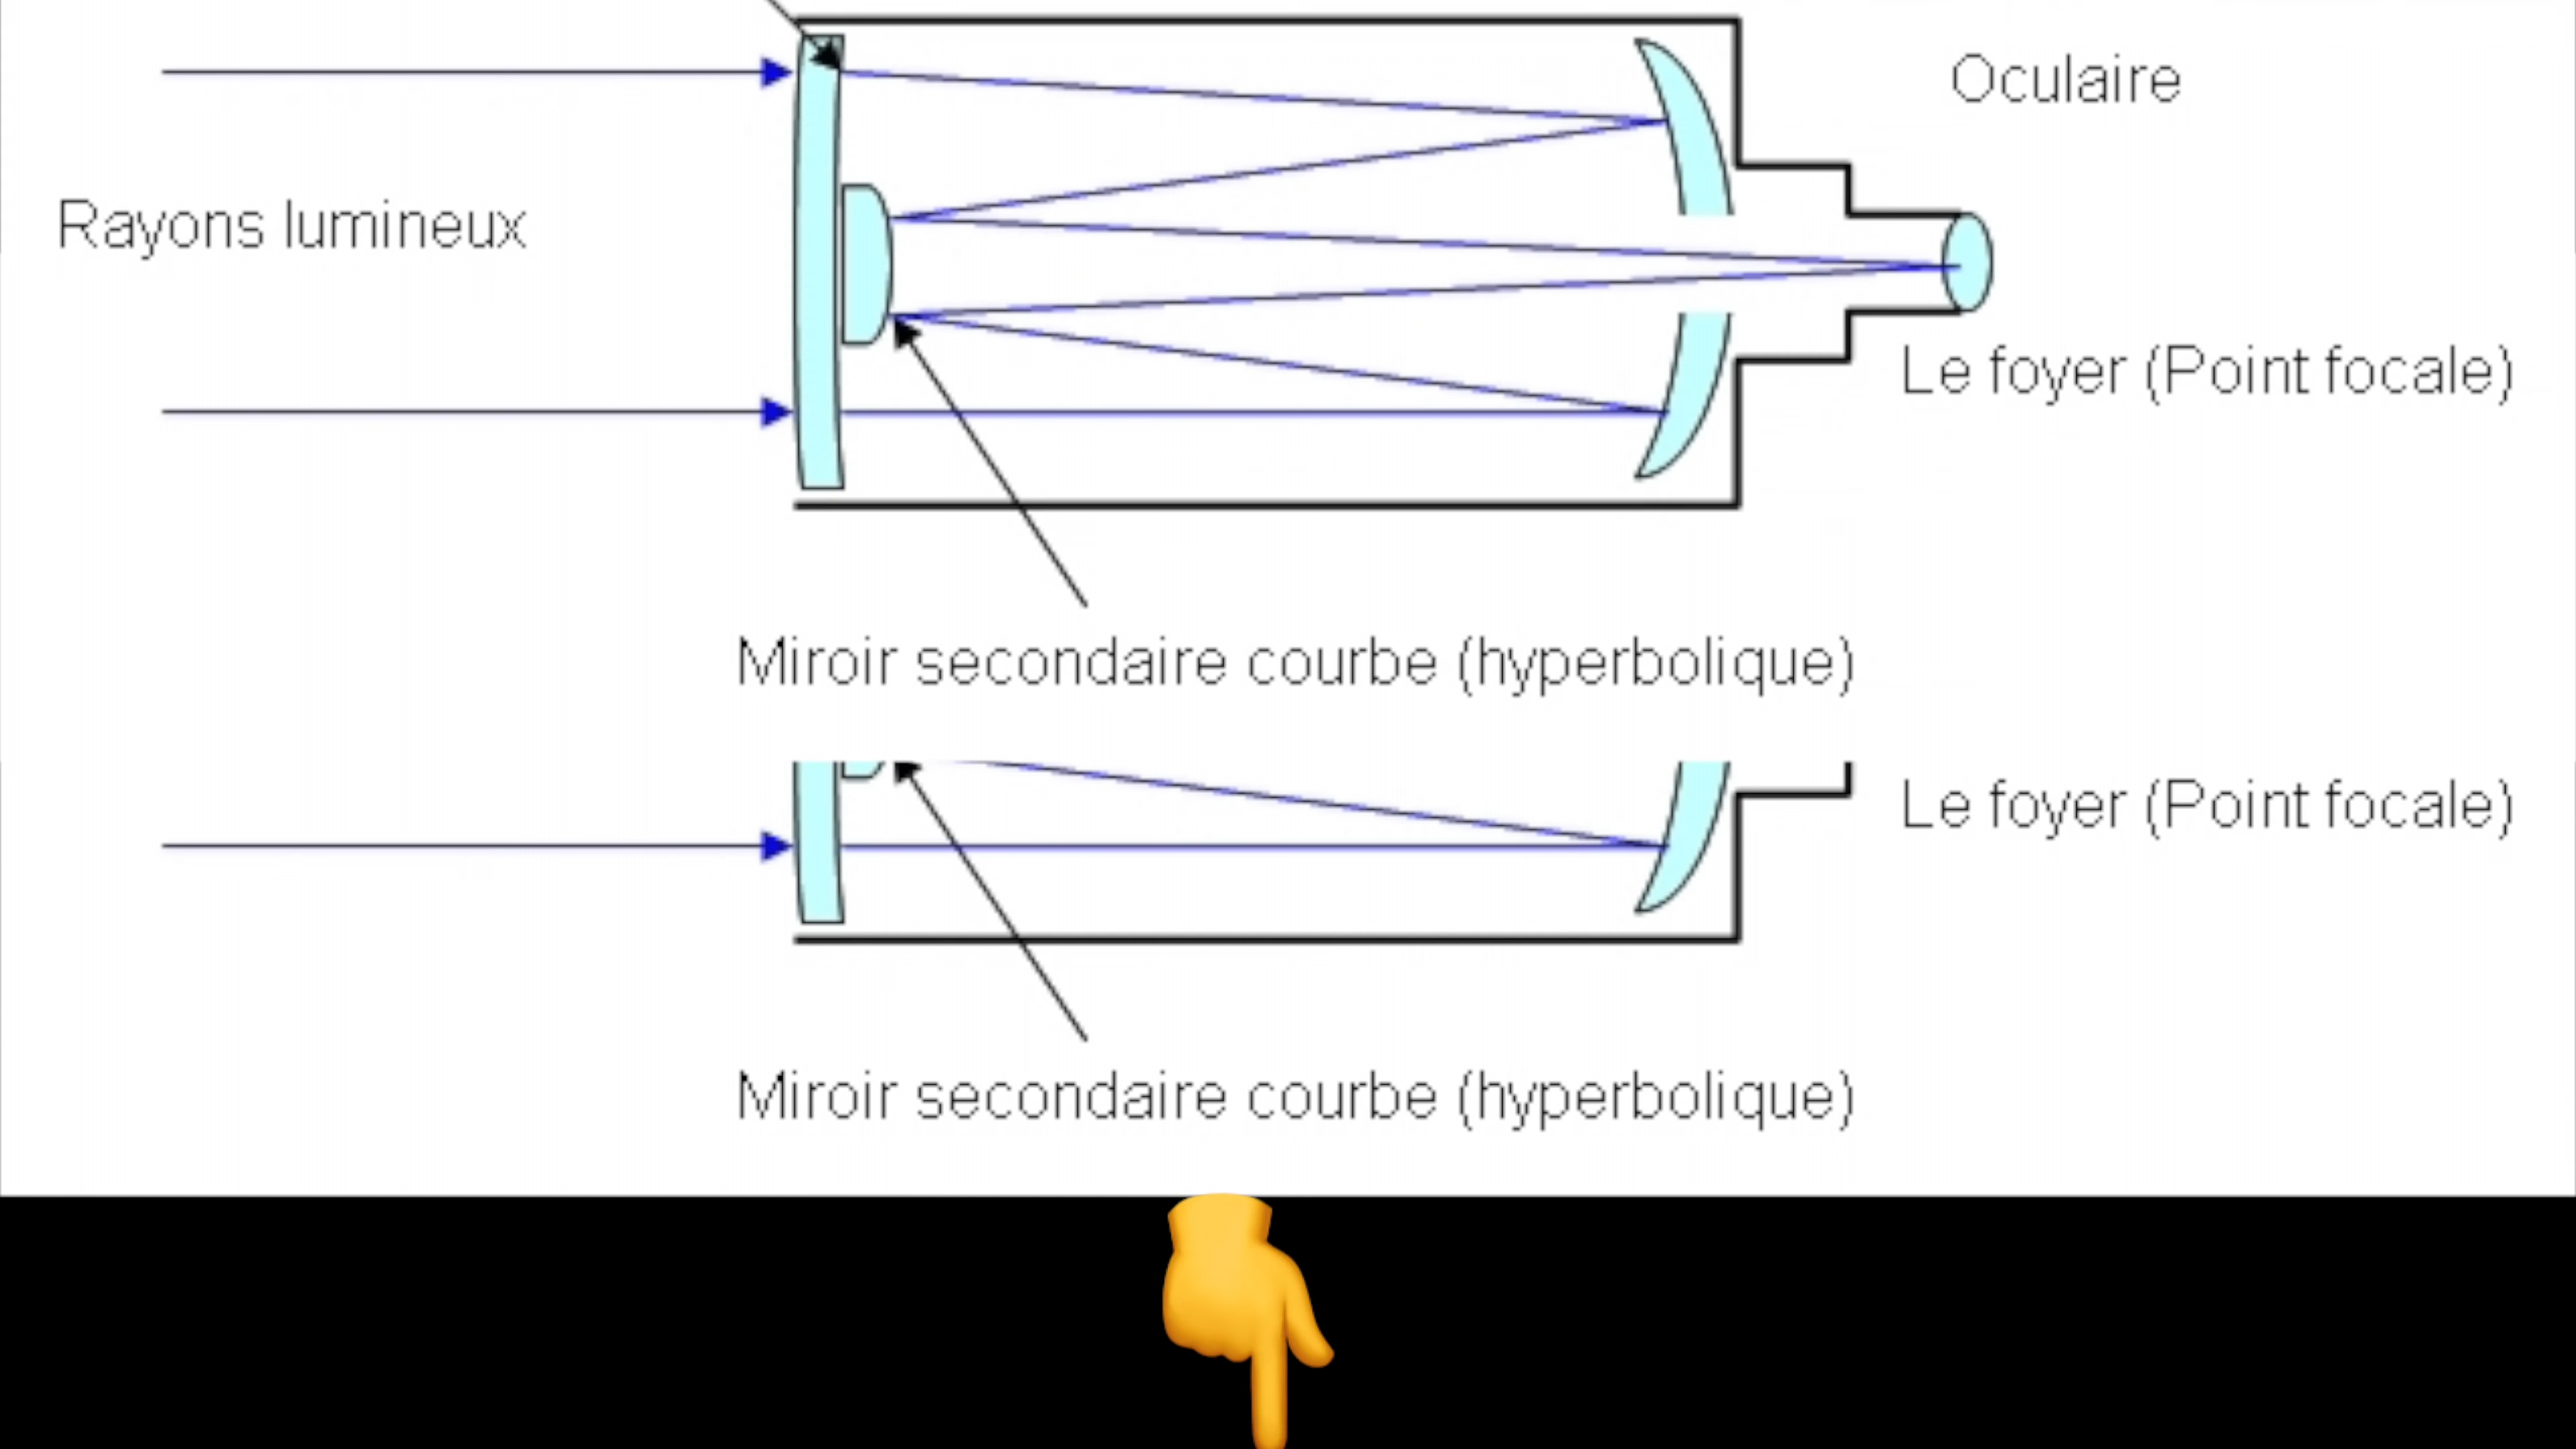 Oculaire
Rayons lumineux
Le foyer (Point focale)
Miroir secondaire courbe (hyperbolique)
Le foyer (Point focale)
Miroir secondaire courbe (hyperbolique)